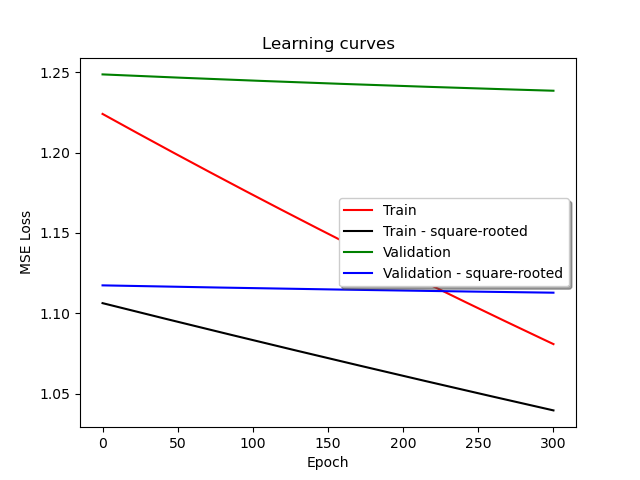 Learning curves
MSE Loss
1.25
1.20
1.15
1.10
1.05
Train
Train - square-rooted
Validation
Validation - square-rooted
0 50 100 150 200 250 300
Epoch